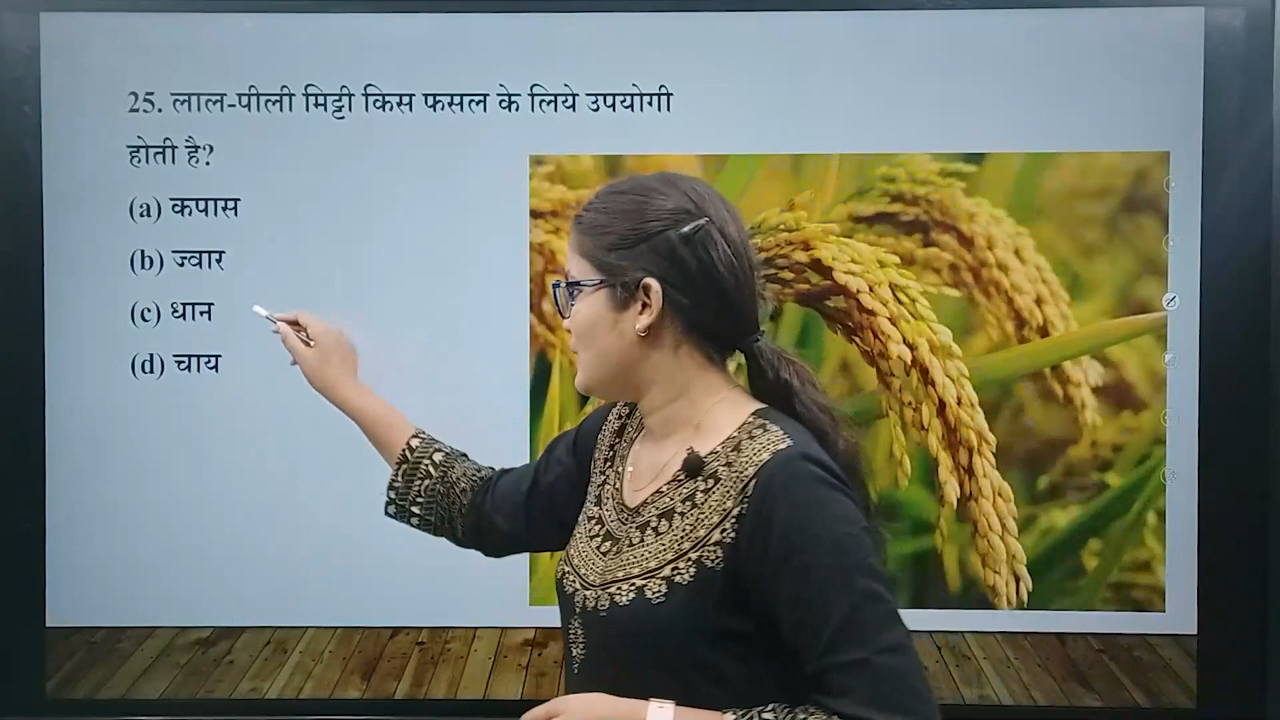 25. लाल-पीली मिट्टी किस फसल के लिये उपयोगी
होती है?
(a) कपास
(b) ज्वार
(c) धान
(d) चाय